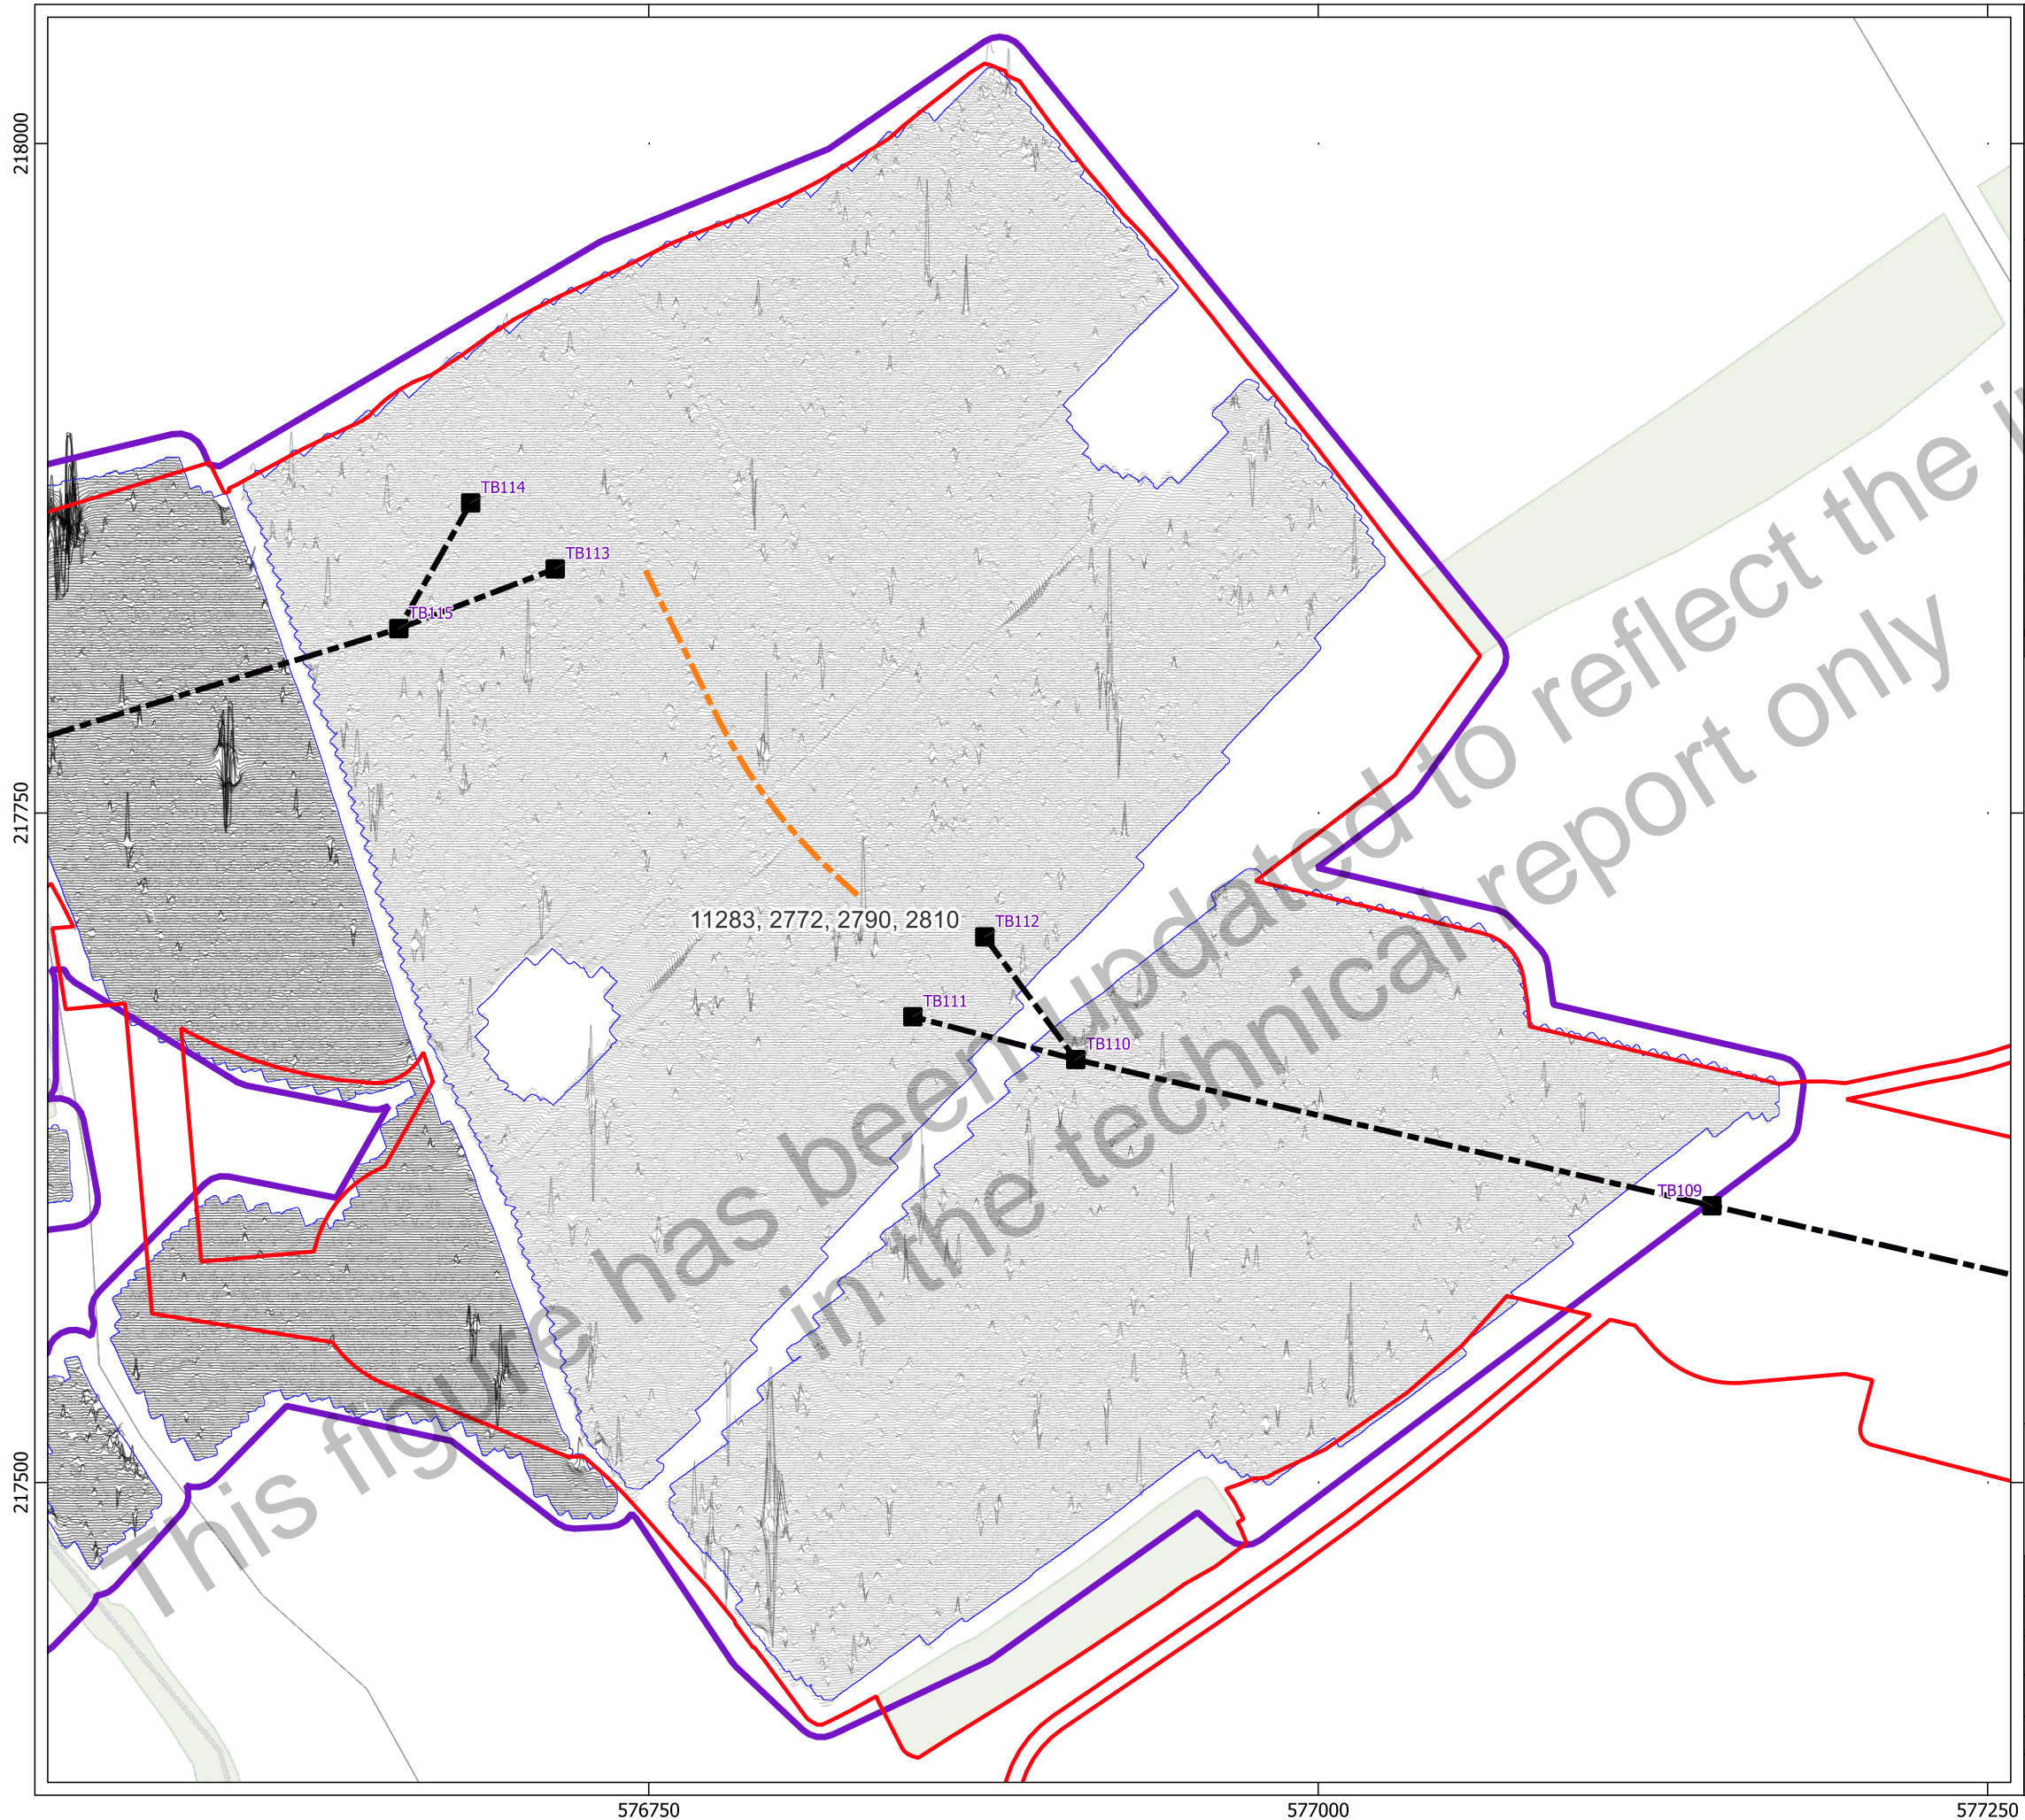 218000
217750
217500
TB114
TB113
TB115
11283, 2772, 2790, 2810
TB112
TB111
TB110
TB109
This figure has been updated to reflect the
in the technical report only
576750
577000
577250